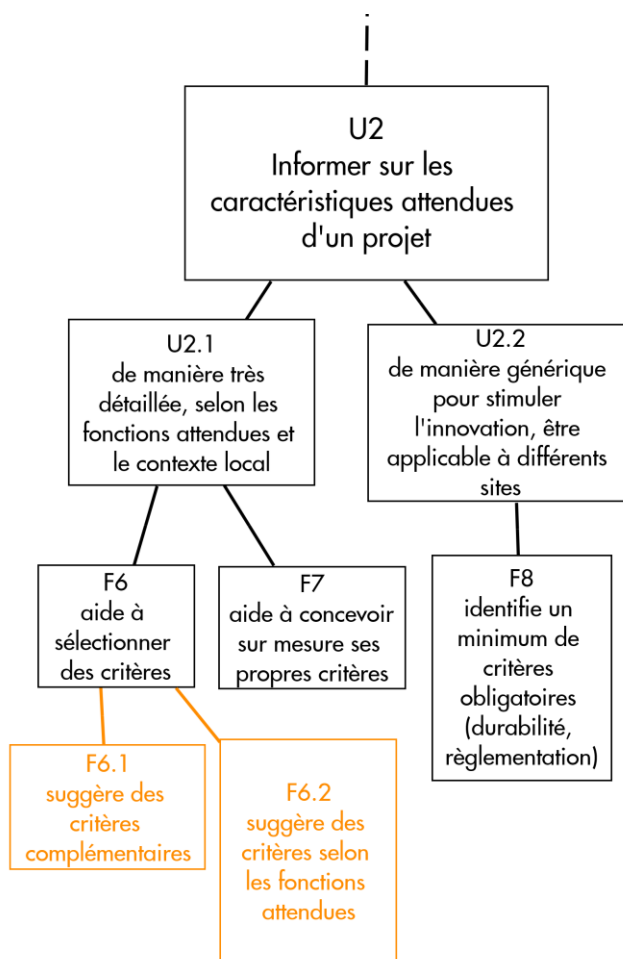 U2
Informer sur les
caractéristiques attendues
d'un projet
U2.1
de manière très
détaillée, selon les
fonctions attendues et
le contexte local
U2.2
de manière générique
pour stimuler
l'innovation, être
applicable à différents
sites
F6
aide à
sélectionner
des critères
F7
aide à concevoir
sur mesure ses
propres critères
F8
identifie un
minimum de
critères
obligatoires
(durabilité,
règlementation)
F6.1
suggère des
critères
complémentaires
F6.2
suggère des
critères selon
les fonctions
attendues